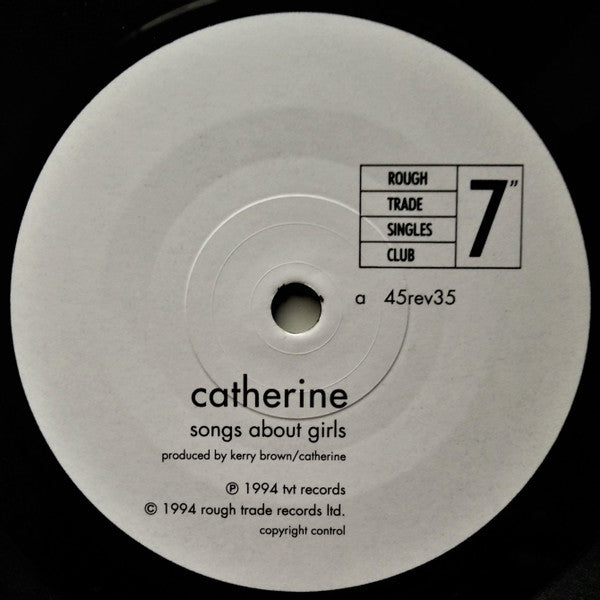 ROUGH
TRADE
SINGLES
CLUB
7"
a 45rev35
catherine
songs about girls
produced by kerry brown/catherine
℗ 1994 tvt records
© 1994 rough trade records ltd.
copyright control